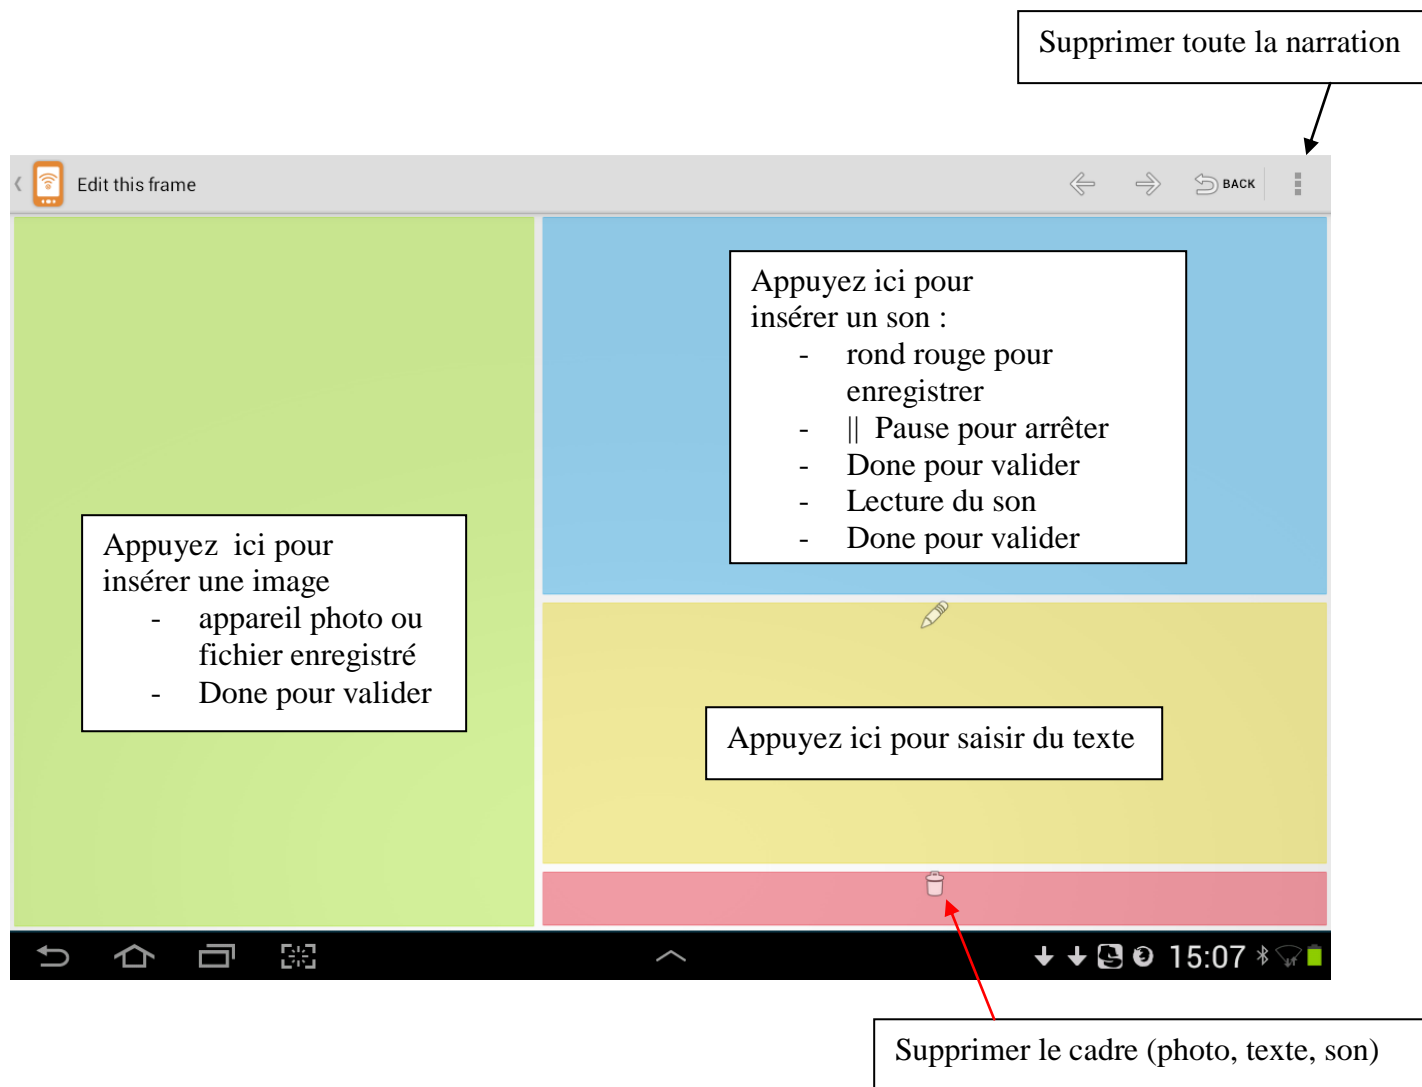 Supprimer toute la narration
Edit this frame
BACK
Appuyez ici pour
insérer un son :
- rond rouge pour
enregistrer
- || Pause pour arrêter
- Done pour valider
- Lecture du son
- Done pour valider
Appuyez ici pour
insérer une image
- appareil photo ou
fichier enregistré
- Done pour valider
Appuyez ici pour saisir du texte
15:07
Supprimer le cadre (photo, texte, son)